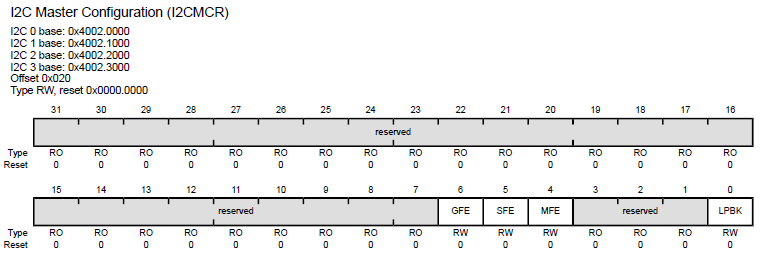 I2C Master Configuration (I2CMCR)
I2C 0 base: 0x4002.0000
I2C 1 base: 0x4002.1000
I2C 2 base: 0x4002.2000
I2C 3 base: 0x4002.3000
Offset 0x020
Type RW, reset 0x0000.0000
31 30 29 28 27 26 25 24 23 22 21 20 19 18 17 16
reserved
Type RO RO RO RO RO RO RO RO RO RO RO RO RO RO RO RO
Reset 0 0 0 0 0 0 0 0 0 0 0 0 0 0 0 0
15 14 13 12 11 10 9 8 7 6 5 4 3 2 1 0
reserved GFE SFE MFE reserved LPBK
Type RO RO RO RO RO RO RO RO RO RW RW RW RO RO RO RW
Reset 0 0 0 0 0 0 0 0 0 0 0 0 0 0 0 0